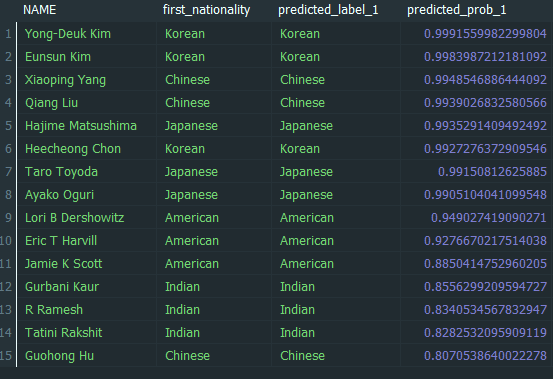 NAME first_nationality predicted_label_1 predicted_prob_1
1 Yong-Deuk Kim Korean Korean 0.9991559982299804
2 Eunsun Kim Korean Korean 0.9983987212181092
3 Xiaoping Yang Chinese Chinese 0.9948546886444092
4 Qiang Liu Chinese Chinese 0.9939026832580566
5 Hajime Matsushima Japanese Japanese 0.9935291409492492
6 Heecheong Chon Korean Korean 0.9927276372909546
7 Taro Toyoda Japanese Japanese 0.99150812625885
8 Ayako Oguri Japanese Japanese 0.9905104041099548
9 Lori B Dershowitz American American 0.949027419090271
10 Eric T Harvill American American 0.9276670217514038
11 Jamie K Scott American American 0.8850414752960205
12 Gurbani Kaur Indian Indian 0.8556299209594727
13 R Ramesh Indian Indian 0.8340534567832947
14 Tatini Rakshit Indian Indian 0.8282532095909119
15 Guohong Hu Chinese Chinese 0.8070538640022278